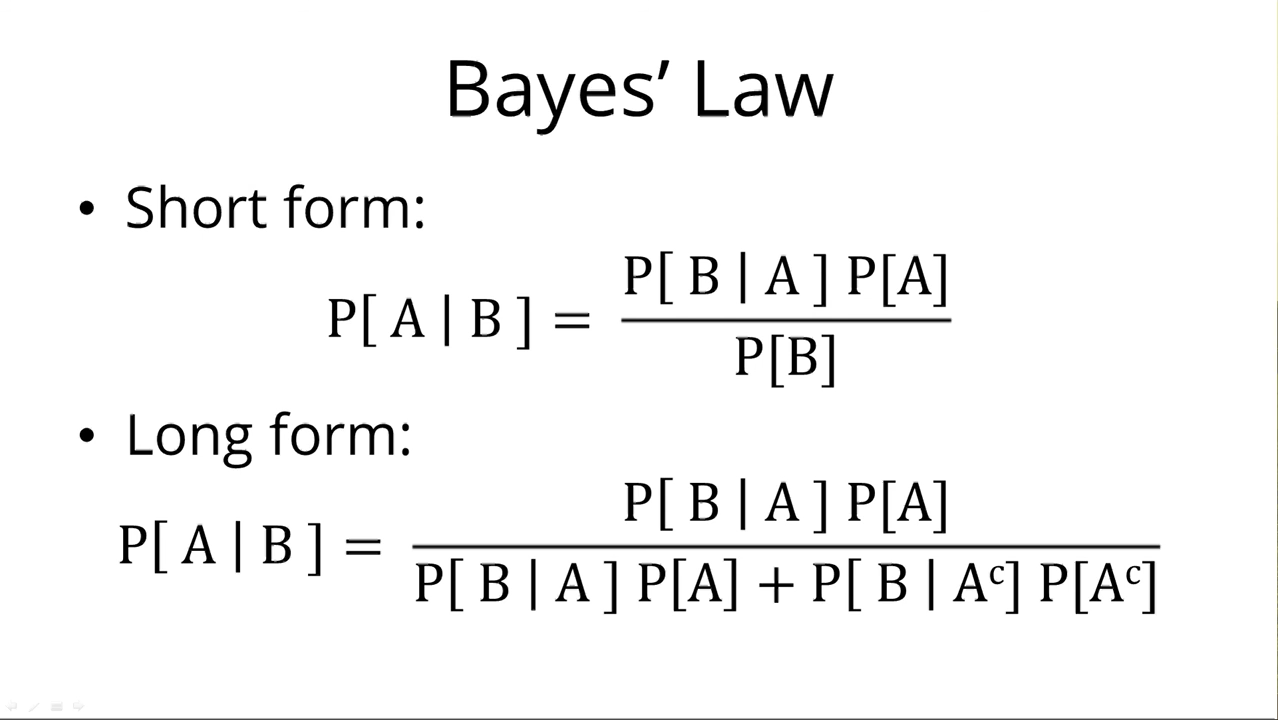 Bayes’ Law
• Short form:
P[ A | B ] = P[ B | A ] P[A]
P[B]
• Long form:
P[ A | B ] = P[ B | A ] P[A]
P[ B | A ] P[A] + P[ B | Aᶜ] P[Aᶜ]